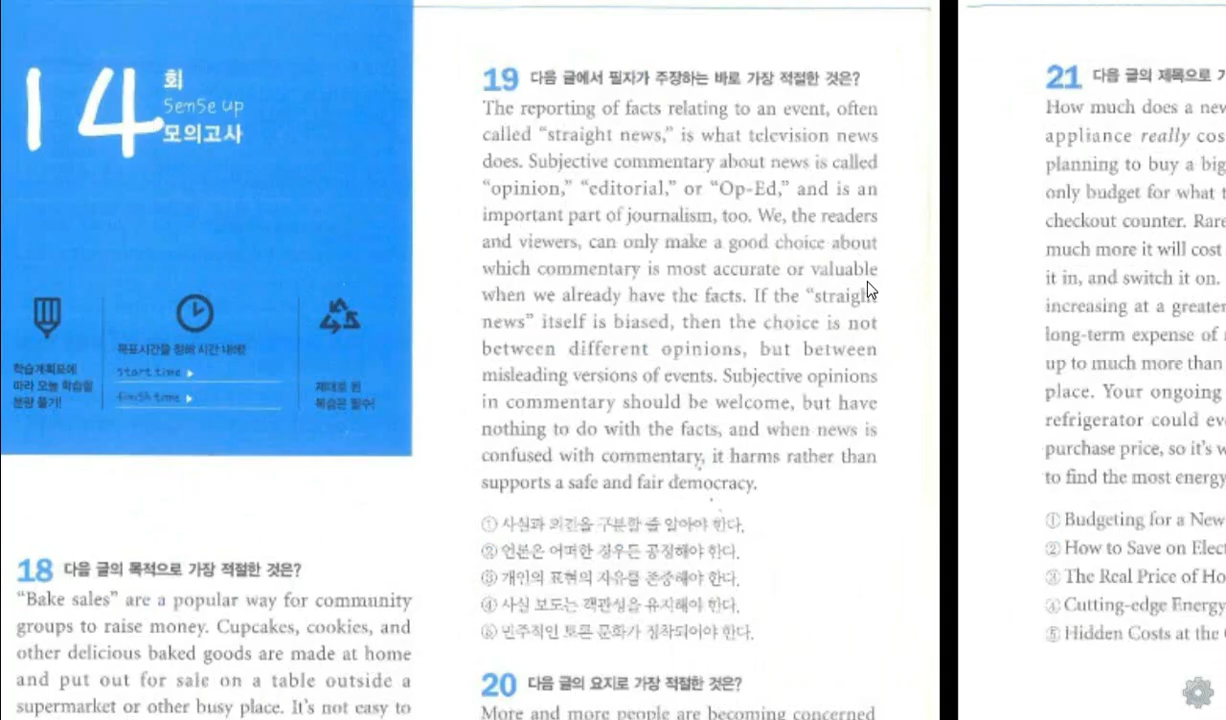 14
회
Sense up
모의고사
목표시간을 정해 시간 내에!
start time
finish time
학습계획표에
따라 오늘 학습할
분량 풀기!
제대로 된
복습은 필수!
18 다음 글의 목적으로 가장 적절한 것은?
“Bake sales” are a popular way for community
groups to raise money. Cupcakes, cookies, and
other delicious baked goods are made at home
and put out for sale on a table outside a
supermarket or other busy place. It’s not easy to
19 다음 글에서 필자가 주장하는 바로 가장 적절한 것은?
The reporting of facts relating to an event, often
called “straight news,” is what television news
does. Subjective commentary about news is called
“opinion,” “editorial,” or “Op-Ed,” and is an
important part of journalism, too. We, the readers
and viewers, can only make a good choice about
which commentary is most accurate or valuable
when we already have the facts. If the “straight
news” itself is biased, then the choice is not
between different opinions, but between
misleading versions of events. Subjective opinions
in commentary should be welcome, but have
nothing to do with the facts, and when news is
confused with commentary, it harms rather than
supports a safe and fair democracy.
① 사실과 의견을 구분할 줄 알아야 한다.
② 언론은 어떠한 경우든 공정해야 한다.
③ 개인의 표현의 자유를 존중해야 한다.
④ 사실 보도는 객관성을 유지해야 한다.
⑤ 민주적인 토론 문화가 정착되어야 한다.
20 다음 글의 요지로 가장 적절한 것은?
More and more people are becoming concerned
21 다음 글의 제목으로
How much does a new
appliance really
planning to buy a big
only budget for what
checkout counter. Rare
much more it will cost
it in, and switch it on.
increasing at a greater
long-term expense of
up to much more than
place. Your ongoing
refrigerator could
purchase price, so it’s
to find the most energy
① Budgeting for a New
② How to Save on
③ The Real Price of
④ Cutting-edge Energy
⑤ Hidden Costs at the